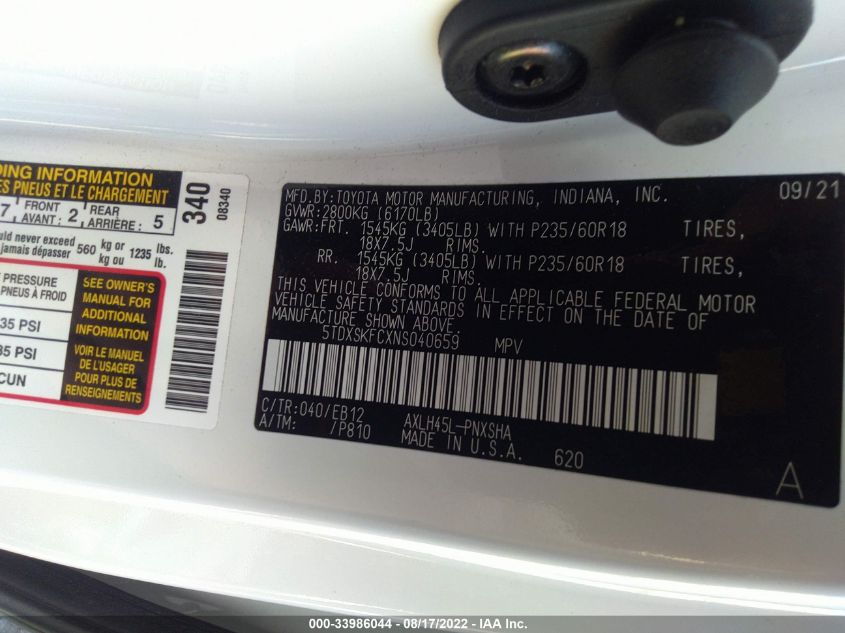 DING INFORMATION
ES PNEUS ET LE CHARGEMENT
7 FRONT AVANT: 2 REAR ARRIÈRE: 5
ould never exceed 560 kg or 1235 lbs.
jamais dépasser kg ou lb.
PRESSURE
PNEUS À FROID
35 PSI
35 PSI
CUN
SEE OWNER'S
MANUAL FOR
ADDITIONAL
INFORMATION
VOIR LE MANUEL
DE L'USAGER
POUR PLUS DE
RENSEIGNEMENTS
340
08340
MFD.BY: TOYOTA MOTOR MANUFACTURING, INDIANA, INC. 09/21
GVWR: 2800KG (6170LB)
GAWR: FRT. 1545KG (3405LB) WITH P235/60R18 TIRES,
18X7.5J RIMS.
RR. 1545KG (3405LB) WITH P235/60R18 TIRES,
18X7.5J RIMS.
THIS VEHICLE CONFORMS TO ALL APPLICABLE FEDERAL MOTOR
VEHICLE SAFETY STANDARDS IN EFFECT ON THE DATE OF
MANUFACTURE SHOWN ABOVE.
5TDXSKFCXNS040659 MPV
C/TR: 040/EB12 AXLH45L-PNXSHA
A/TM: /P810 MADE IN U.S.A. 620
A
000-33986044 - 08/17/2022 - IAA Inc.